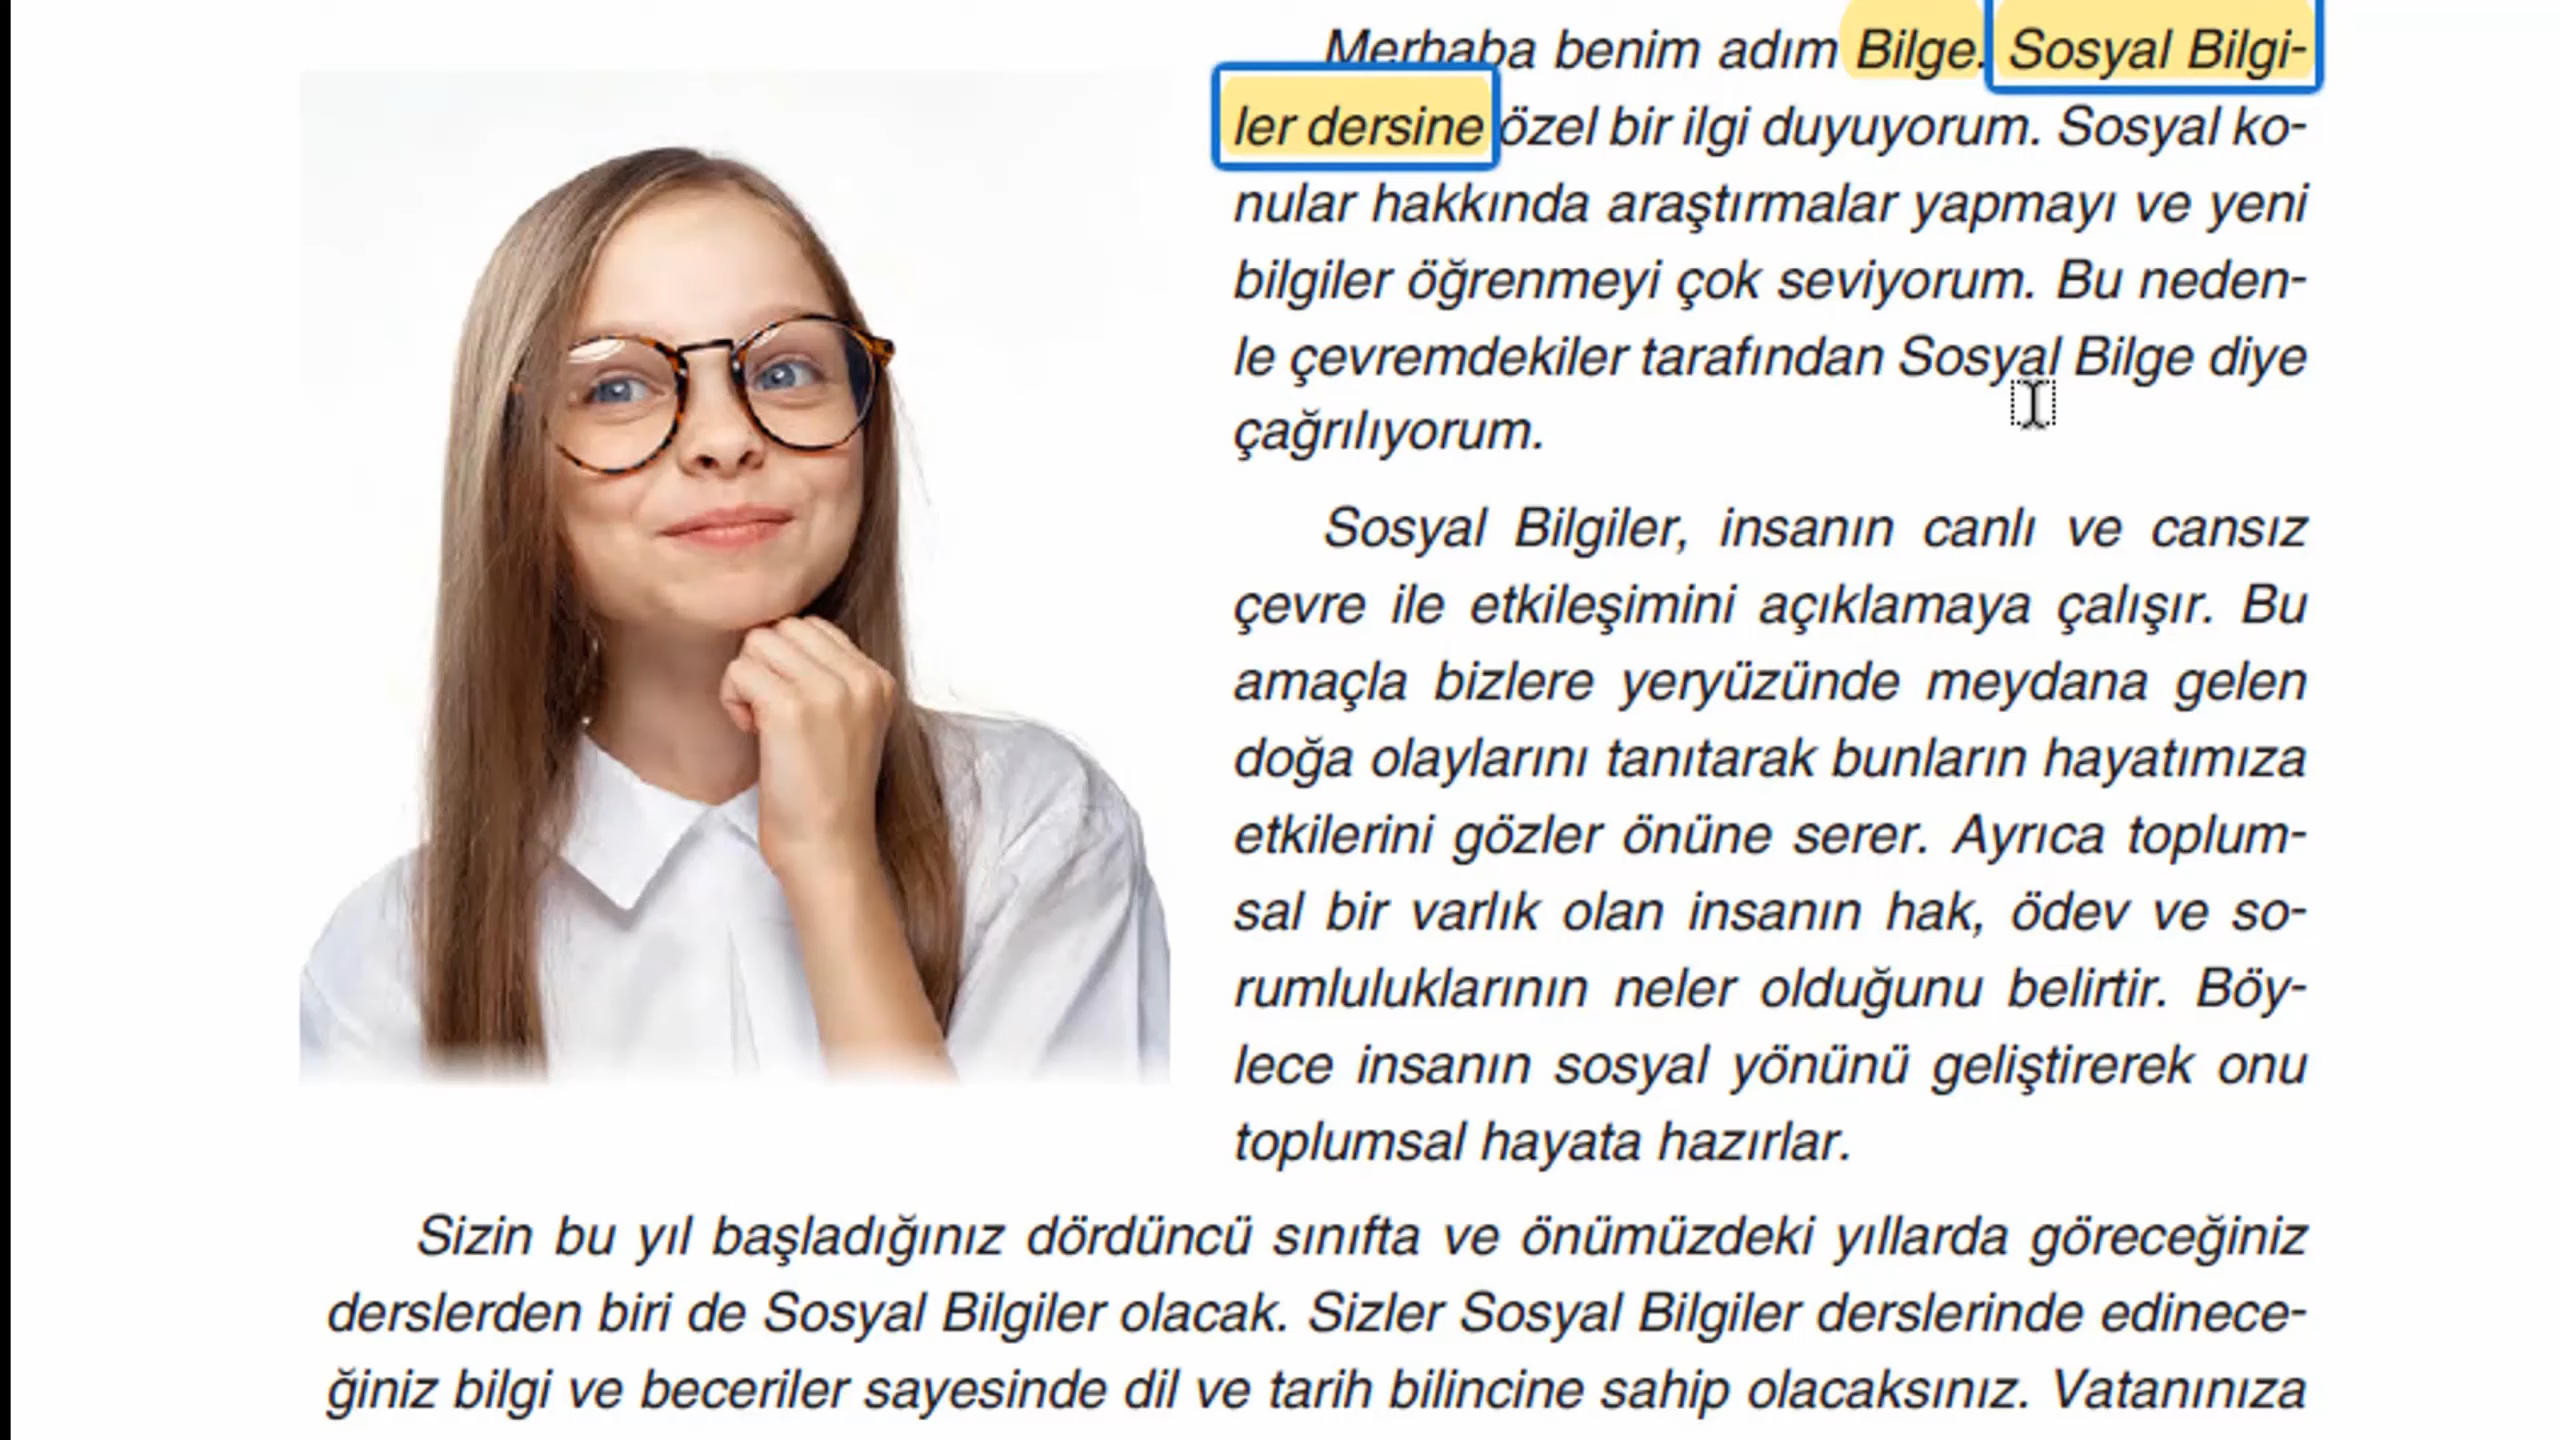 Merhaba benim adım Bilge. Sosyal Bilgi-
ler dersine özel bir ilgi duyuyorum. Sosyal ko-
nular hakkında araştırmalar yapmayı ve yeni
bilgiler öğrenmeyi çok seviyorum. Bu neden-
le çevremdekiler tarafından Sosyal Bilge diye
çağrılıyorum.
Sosyal Bilgiler, insanın canlı ve cansız
çevre ile etkileşimini açıklamaya çalışır. Bu
amaçla bizlere yeryüzünde meydana gelen
doğa olaylarını tanıtarak bunların hayatımıza
etkilerini gözler önüne serer. Ayrıca toplum-
sal bir varlık olan insanın hak, ödev ve so-
rumluluklarının neler olduğunu belirtir. Böy-
lece insanın sosyal yönünü geliştirerek onu
toplumsal hayata hazırlar.
Sizin bu yıl başladığınız dördüncü sınıfta ve önümüzdeki yıllarda göreceğiniz
derslerden biri de Sosyal Bilgiler olacak. Sizler Sosyal Bilgiler derslerinde edinece-
ğiniz bilgi ve beceriler sayesinde dil ve tarih bilincine sahip olacaksınız. Vatanınıza